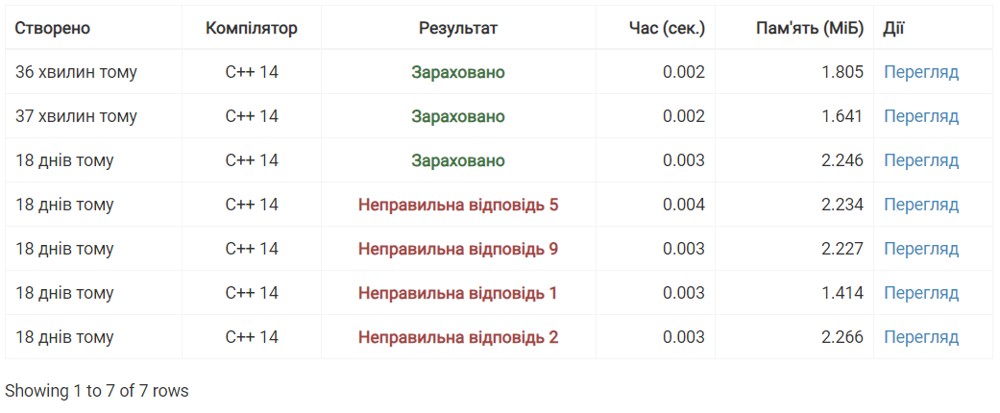 Створено Компілятор Результат Час (сек.) Пам'ять (МіБ) Дії
36 хвилин тому C++ 14 Зараховано 0.002 1.805 Перегляд
37 хвилин тому C++ 14 Зараховано 0.002 1.641 Перегляд
18 днів тому C++ 14 Зараховано 0.003 2.246 Перегляд
18 днів тому C++ 14 Неправильна відповідь 5 0.004 2.234 Перегляд
18 днів тому C++ 14 Неправильна відповідь 9 0.003 2.227 Перегляд
18 днів тому C++ 14 Неправильна відповідь 1 0.003 1.414 Перегляд
18 днів тому C++ 14 Неправильна відповідь 2 0.003 2.266 Перегляд
Showing 1 to 7 of 7 rows